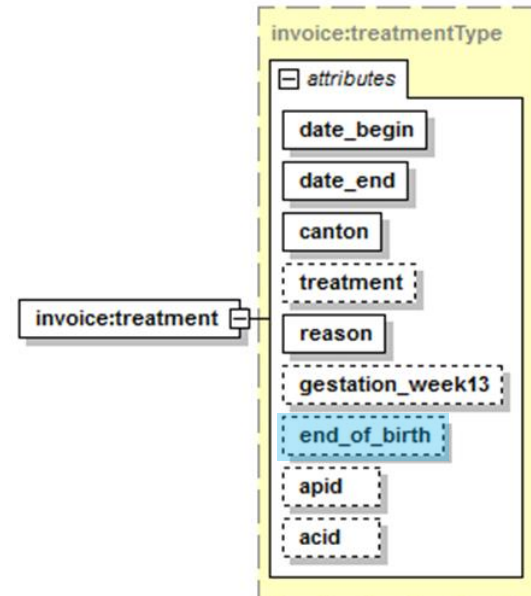 invoice:treatmentType
attributes
date_begin
date_end
canton
treatment
invoice:treatment
reason
gestation_week13
end_of_birth
apid
acid